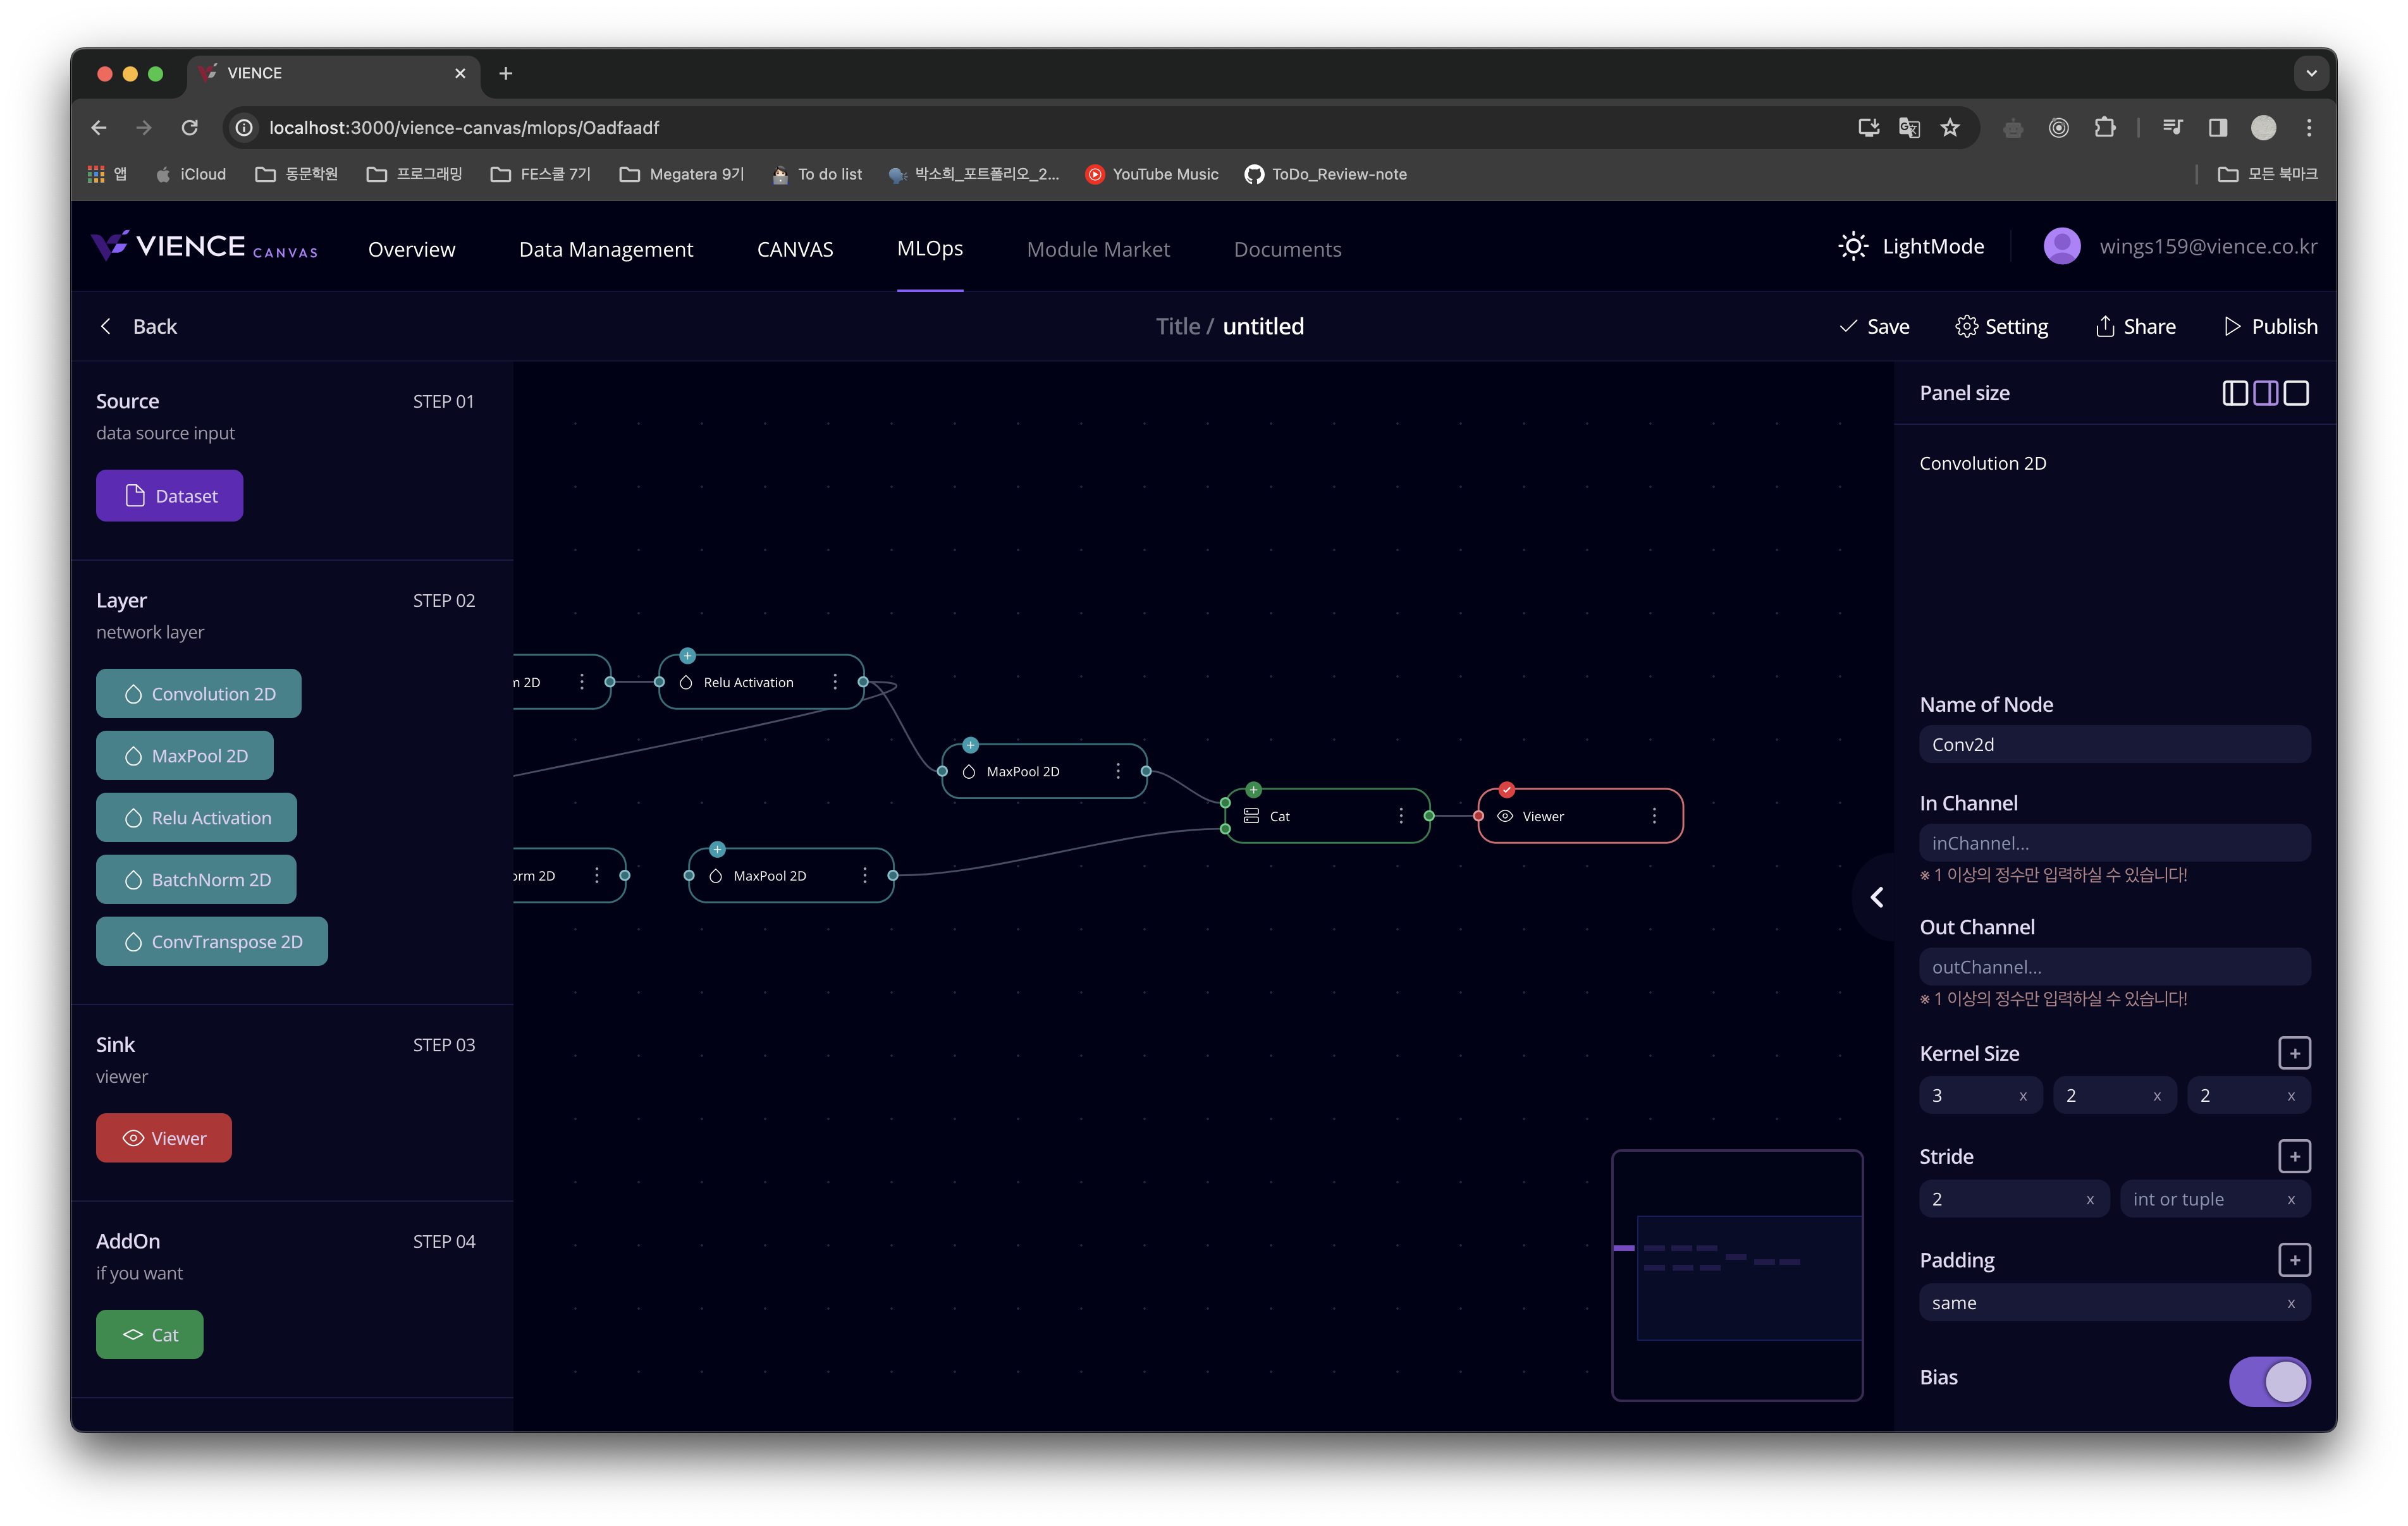 VIENCE
localhost:3000/vience-canvas/mlops/Oadfaadf
앱 iCloud 동문학원 프로그래밍 FE스쿨 7기 Megatera 9기 To do list 박소희_포트폴리오_2... YouTube Music ToDo_Review-note 모든 북마크
VIENCE CANVAS Overview Data Management CANVAS MLOps Module Market Documents LightMode wings159@vience.co.kr
Back Title / untitled Save Setting Share Publish
Source STEP 01
data source input
Dataset
Layer STEP 02
network layer
Convolution 2D
MaxPool 2D
Relu Activation
BatchNorm 2D
ConvTranspose 2D
Sink STEP 03
viewer
Viewer
AddOn STEP 04
if you want
Cat
2D Relu Activation
MaxPool 2D
Cat Viewer
orm 2D MaxPool 2D
Panel size
Convolution 2D
Name of Node
Conv2d
In Channel
inChannel...
※ 1 이상의 정수만 입력하실 수 있습니다!
Out Channel
outChannel...
※ 1 이상의 정수만 입력하실 수 있습니다!
Kernel Size +
3 x 2 x 2 x
Stride +
2 x int or tuple x
Padding +
same x
Bias